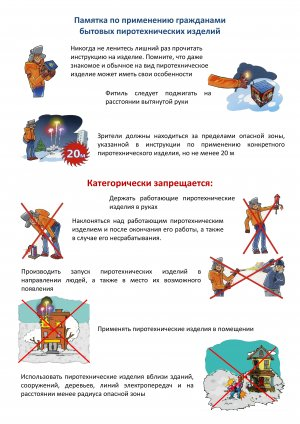 Памятка по применению гражданами
бытовых пиротехнических изделий
Никогда не ленитесь лишний раз прочитать
инструкцию на изделие. Помните, что даже
знакомое и обычное на вид пиротехническое
изделие может иметь свои особенности
Фитиль следует поджигать на
расстоянии вытянутой руки
Зрители должны находиться за пределами опасной зоны,
указанной в инструкции по применению конкретного
пиротехнического изделия, но не менее 20 м
20м
Категорически запрещается:
Держать работающие пиротехнические
изделия в руках
Наклоняться над работающим пиротехническим
изделием и после окончания его работы, а также
в случае его несрабатывания.
Производить запуск пиротехнических изделий в
направлении людей, а также в место их возможного
появления
Применять пиротехнические изделия в помещении
Использовать пиротехнические изделия вблизи зданий,
сооружений, деревьев, линий электропередач и на
расстоянии менее радиуса опасной зоны